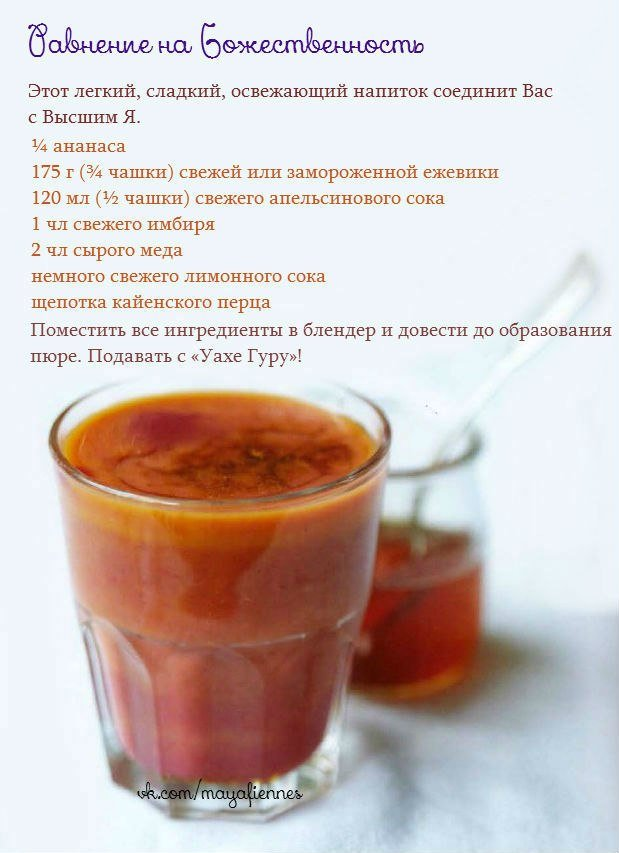 Равнение на Божественность
Этот легкий, сладкий, освежающий напиток соединит Вас
с Высшим Я.
¼ ананаса
175 г (¾ чашки) свежей или замороженной ежевики
120 мл (½ чашки) свежего апельсинового сока
1 чл свежего имбиря
2 чл сырого меда
немного свежего лимонного сока
щепотка кайенского перца
Поместить все ингредиенты в блендер и довести до образования
пюре. Подавать с «Уахе Гуру»!
vk.com/mayafiennes